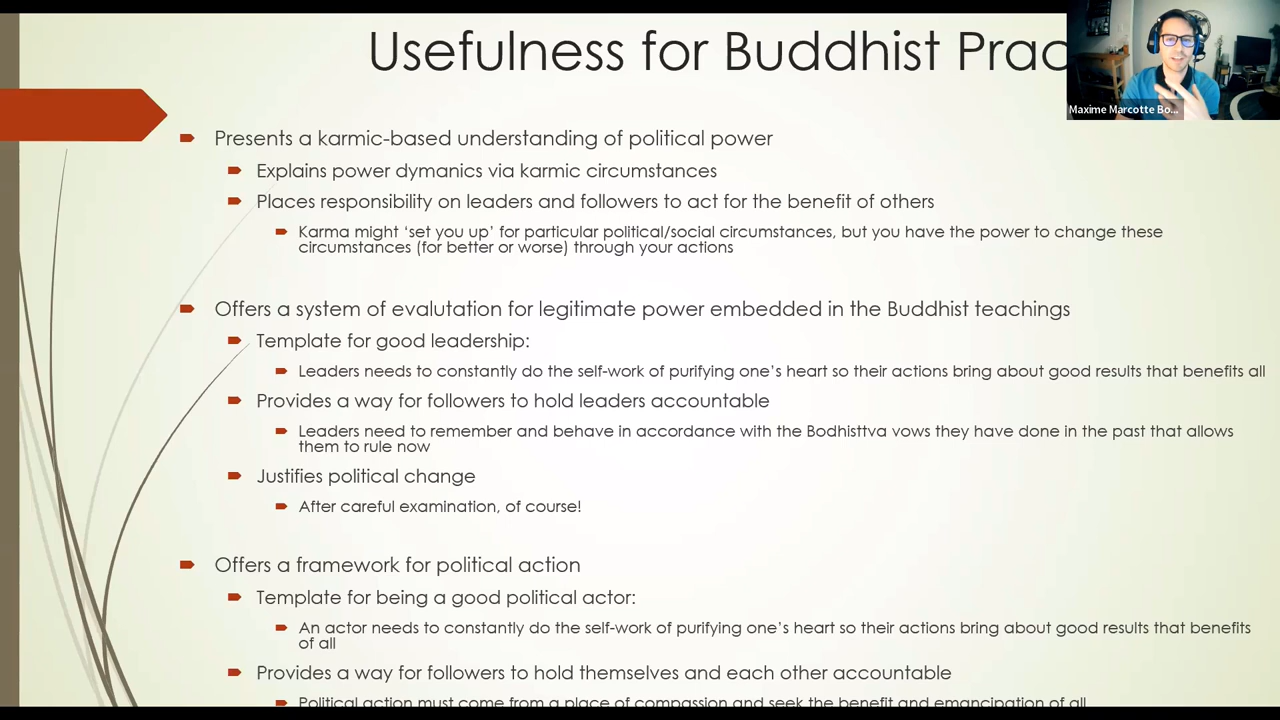 Usefulness for Buddhist Prac
Maxime Marcotte Bo...
Presents a karmic-based understanding of political power
Explains power dymanics via karmic circumstances
Places responsibility on leaders and followers to act for the benefit of others
Karma might ‘set you up’ for particular political/social circumstances, but you have the power to change these
circumstances (for better or worse) through your actions
Offers a system of evalutation for legitimate power embedded in the Buddhist teachings
Template for good leadership:
Leaders needs to constantly do the self-work of purifying one’s heart so their actions bring about good results that benefits all
Provides a way for followers to hold leaders accountable
Leaders need to remember and behave in accordance with the Bodhisttva vows they have done in the past that allows
them to rule now
Justifies political change
After careful examination, of course!
Offers a framework for political action
Template for being a good political actor:
An actor needs to constantly do the self-work of purifying one’s heart so their actions bring about good results that benefits
of all
Provides a way for followers to hold themselves and each other accountable
Political action must come from a place of compassion and seek the benefit and emancipation of all